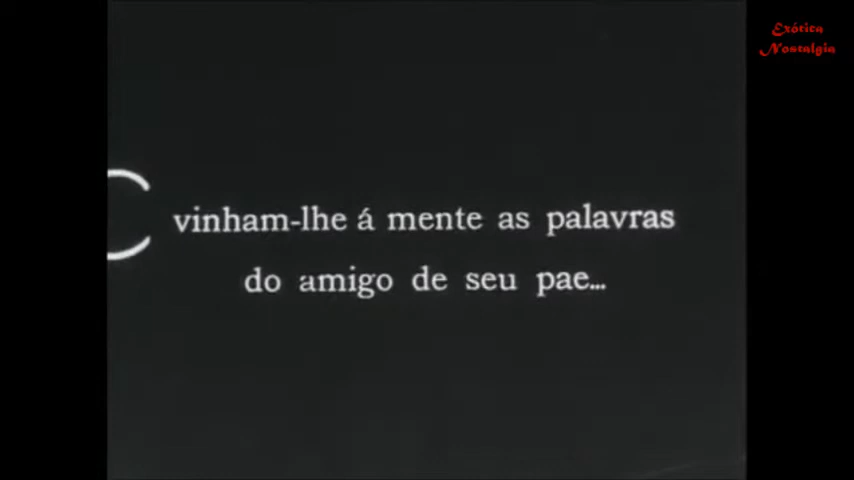 Exótica
Nostalgia
vinham-lhe á mente as palavras
do amigo de seu pae...